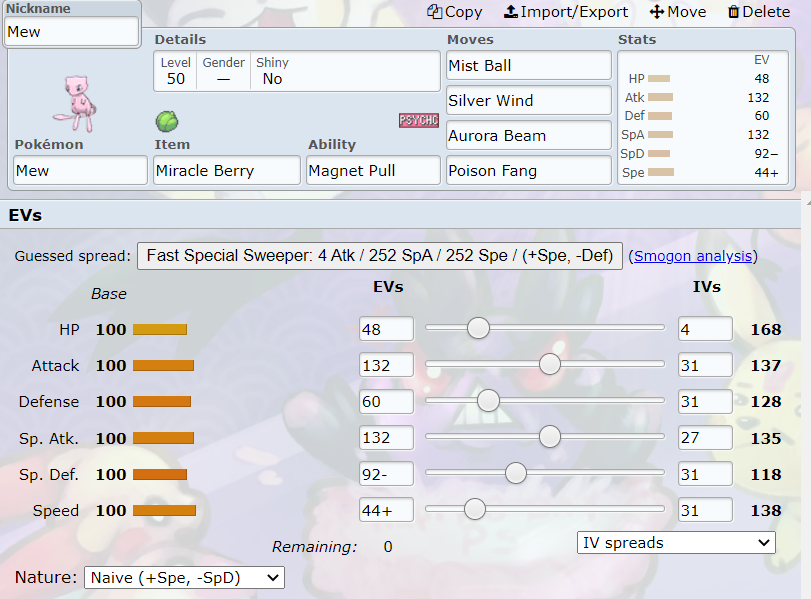 Nickname
Mew
Copy Import/Export Move Delete
Details
Level Gender Shiny
50 — No
PSYCHC
Pokémon Item Ability
Mew Miracle Berry Magnet Pull
Moves
Mist Ball
Silver Wind
Aurora Beam
Poison Fang
Stats
EV
HP 48
Atk 132
Def 60
SpA 132
SpD 92−
Spe 44+
EVs
Guessed spread: Fast Special Sweeper: 4 Atk / 252 SpA / 252 Spe / (+Spe, -Def) (Smogon analysis)
Base EVs IVs
HP 100 48 4 168
Attack 100 132 31 137
Defense 100 60 31 128
Sp. Atk. 100 132 27 135
Sp. Def. 100 92- 31 118
Speed 100 44+ 31 138
Remaining: 0 IV spreads
Nature: Naive (+Spe, -SpD)